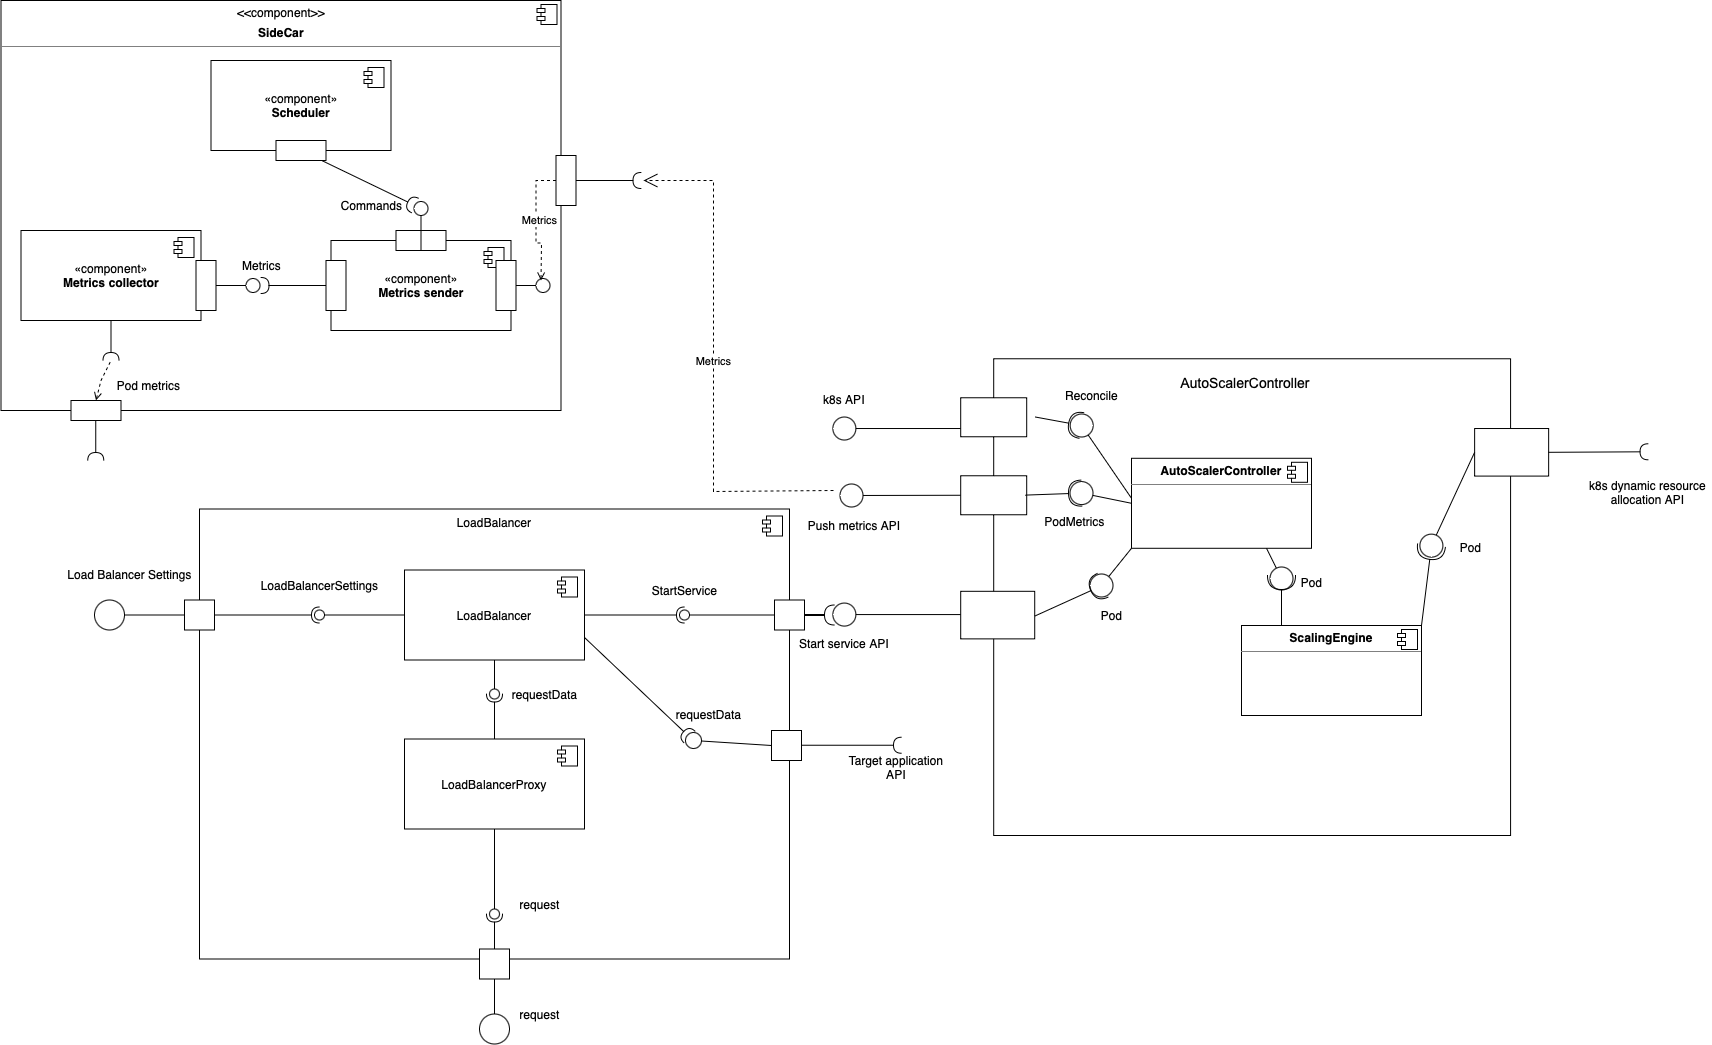 <<component>>
SideCar
«component»
Scheduler
Commands
Metrics
«component»
Metrics collector
Metrics
«component»
Metrics sender
Pod metrics
Metrics
AutoScalerController
k8s API
Reconcile
AutoScalerController
k8s dynamic resource
allocation API
Push metrics API
PodMetrics
Pod
Pod
Pod
ScalingEngine
LoadBalancer
Load Balancer Settings
LoadBalancerSettings
LoadBalancer
StartService
Start service API
requestData
requestData
Target application
API
LoadBalancerProxy
request
request